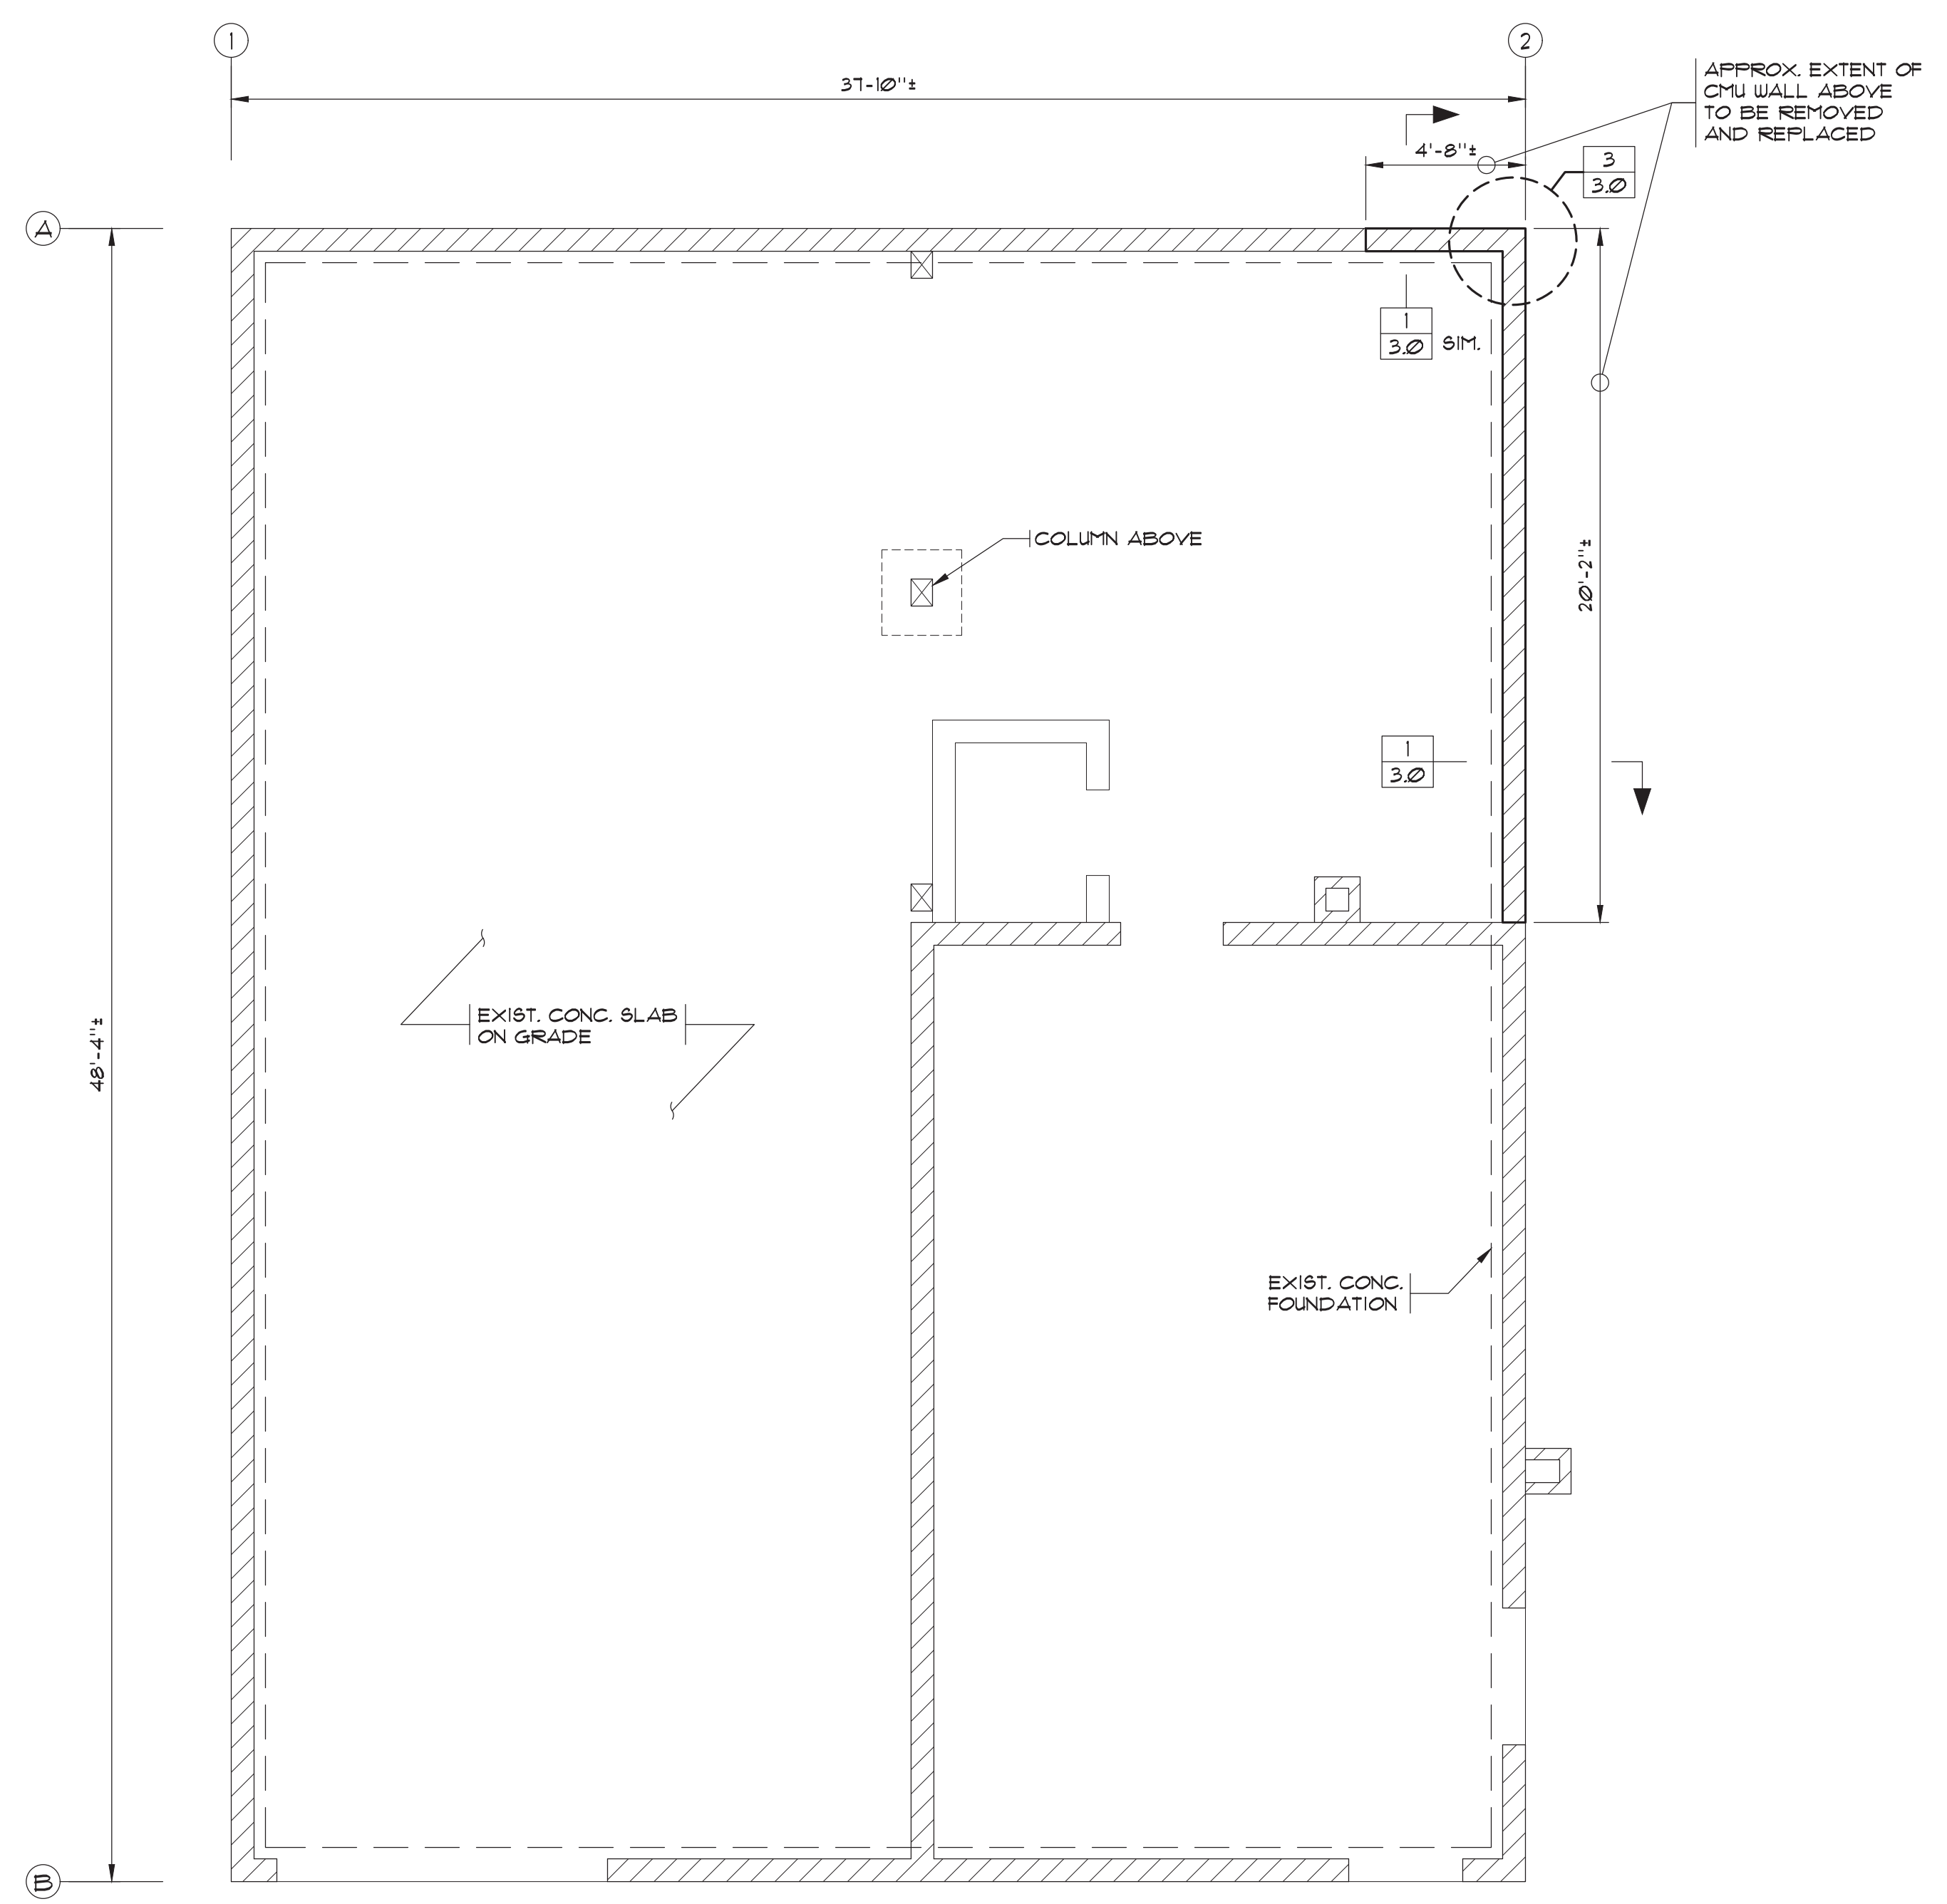 1
2
37-10"±
APPROX. EXTENT OF
CMU WALL ABOVE
TO BE REMOVED
AND REPLACED
4'-8"±
3
3.0
A
1
3.0 SIM.
COLUMN ABOVE
20'-2"±
1
3.0
EXIST. CONC. SLAB
ON GRADE
48'-4"±
EXIST. CONC.
FOUNDATION
B